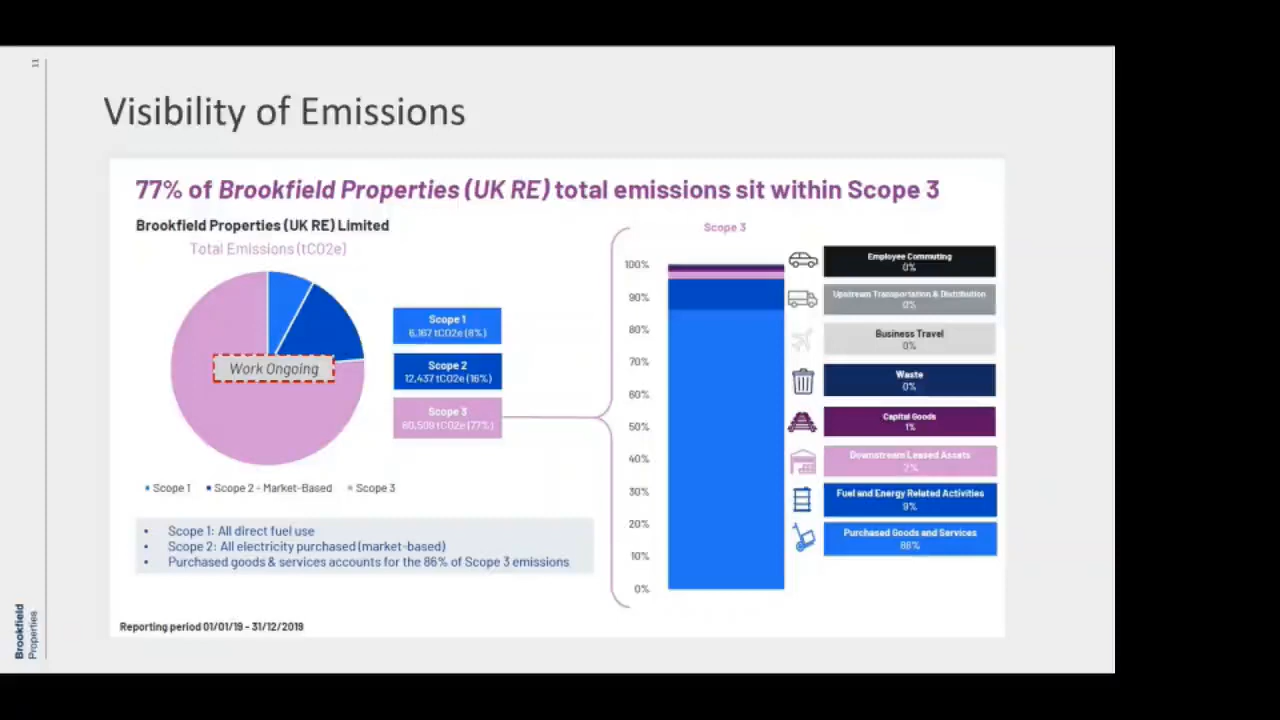 11
Visibility of Emissions
77% of Brookfield Properties (UK RE) total emissions sit within Scope 3
Brookfield Properties (UK RE) Limited
Total Emissions (tCO2e)
Work Ongoing
Scope 1
6,167 tCO2e (8%)
Scope 2
12,437 tCO2e (16%)
Scope 3
tCO2e (77%)
Scope 1
Scope 2 - Market-Based
Scope 3
• Scope 1: All direct fuel use
• Scope 2: All electricity purchased (market-based)
• Purchased goods & services accounts for the 86% of Scope 3 emissions
Reporting period 01/01/19 - 31/12/2019
Scope 3
100%
90%
80%
70%
60%
50%
40%
30%
20%
10%
0%
Employee Commuting
0%
Upstream Transportation & Distribution
0%
Business Travel
0%
Waste
0%
Capital Goods
1%
Downstream Leased Assets
2%
Fuel and Energy Related Activities
9%
Purchased Goods and Services
86%
Brookfield
Properties